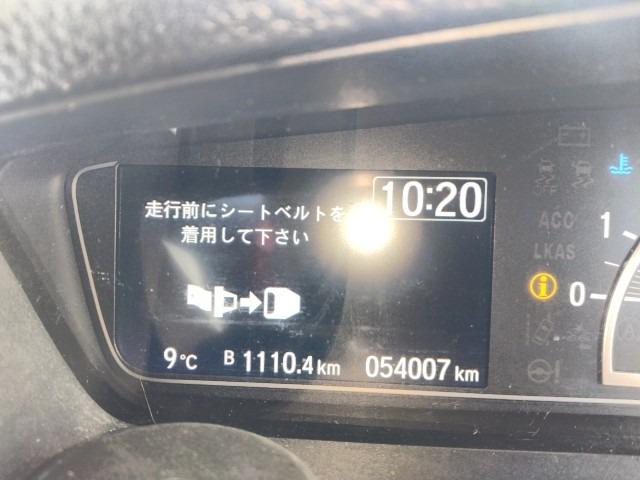 10:20
走行前にシートベルトを
着用して下さい
9℃ B 1110.4 km 054007 km
ACC
LKAS
1
0